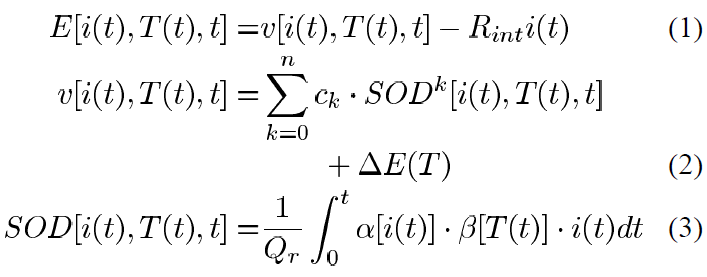 E[i(t), T(t), t] = v[i(t), T(t), t] − R_{int} i(t) (1)
v[i(t), T(t), t] = \sum_{k=0}^{n} c_k · SOD^k[i(t), T(t), t]
+ ΔE(T) (2)
SOD[i(t), T(t), t] = \frac{1}{Q_r} \int_0^t α[i(t)] · β[T(t)] · i(t)dt (3)